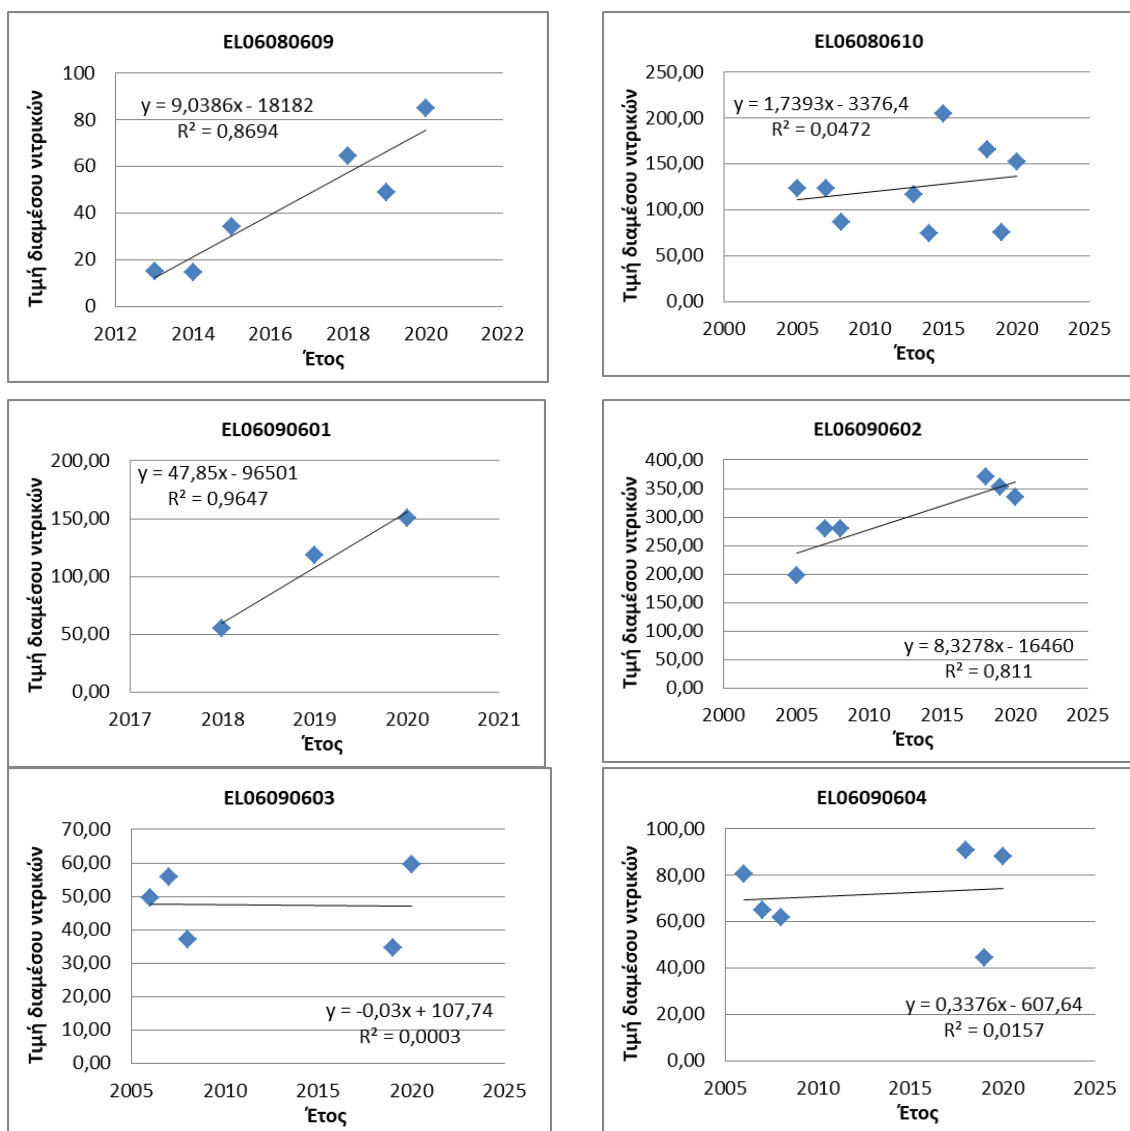 EL06080609
y = 9,0386x - 18182
R² = 0,8694
Τιμή διαμέσου νιτρικών
100
80
60
40
20
0
2012 2014 2016 2018 2020 2022
Έτος
EL06080610
y = 1,7393x - 3376,4
R² = 0,0472
Τιμή διαμέσου νιτρικών
250,00
200,00
150,00
100,00
50,00
0,00
2000 2005 2010 2015 2020 2025
Έτος
EL06090601
y = 47,85x - 96501
R² = 0,9647
Τιμή διαμέσου νιτρικών
200,00
150,00
100,00
50,00
0,00
2017 2018 2019 2020 2021
Έτος
EL06090602
Τιμή διαμέσου νιτρικών
400,00
350,00
300,00
250,00
200,00
150,00
100,00
50,00
0,00
y = 8,3278x - 16460
R² = 0,811
2000 2005 2010 2015 2020 2025
Έτος
EL06090603
Τιμή διαμέσου νιτρικών
70,00
60,00
50,00
40,00
30,00
20,00
10,00
0,00
y = -0,03x + 107,74
R² = 0,0003
2005 2010 2015 2020 2025
Έτος
EL06090604
Τιμή διαμέσου νιτρικών
100,00
80,00
60,00
40,00
20,00
0,00
y = 0,3376x - 607,64
R² = 0,0157
2005 2010 2015 2020 2025
Έτος